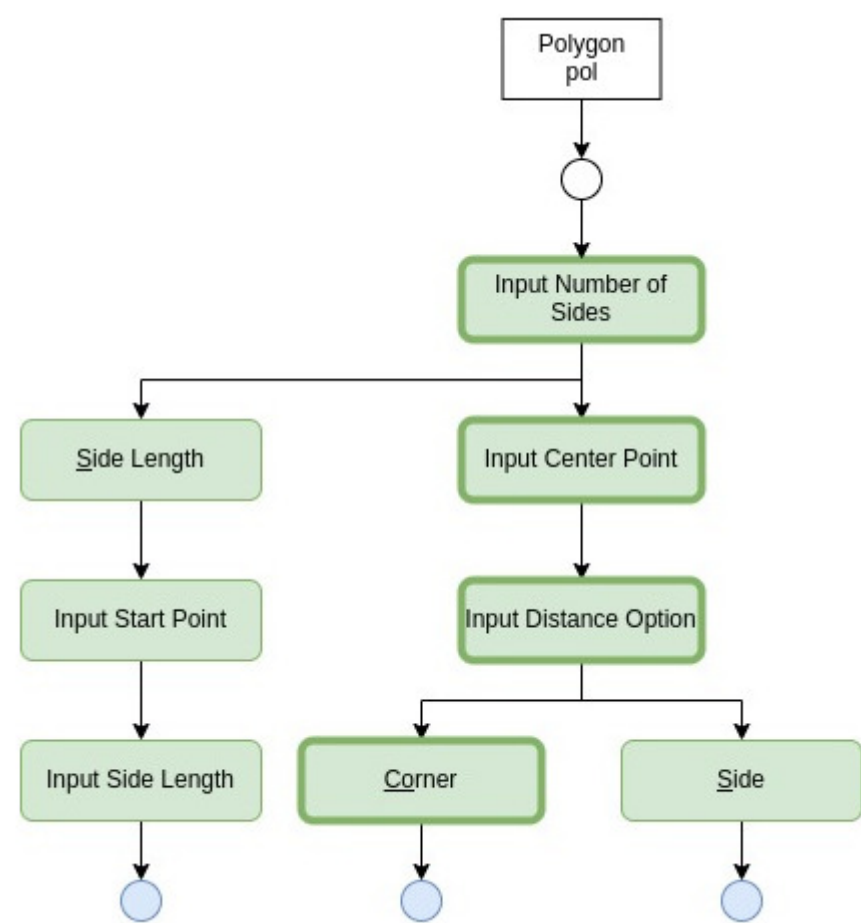 Polygon
pol
Input Number of
Sides
Side Length
Input Center Point
Input Start Point
Input Distance Option
Input Side Length
Corner
Side